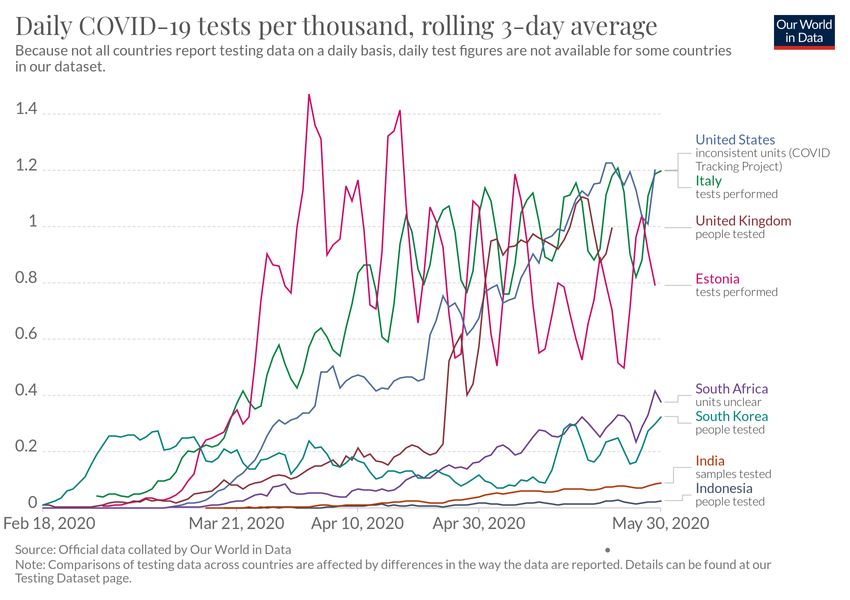 Daily COVID-19 tests per thousand, rolling 3-day average
Our World
in Data
Because not all countries report testing data on a daily basis, daily test figures are not available for some countries
in our dataset.
1.4
1.2
1
0.8
0.6
0.4
0.2
0
United States
inconsistent units (COVID
Tracking Project)
Italy
tests performed
United Kingdom
people tested
Estonia
tests performed
South Africa
units unclear
South Korea
people tested
India
samples tested
Indonesia
people tested
Feb 18, 2020
Mar 21, 2020
Apr 10, 2020
Apr 30, 2020
May 30, 2020
Source: Official data collated by Our World in Data
Note: Comparisons of testing data across countries are affected by differences in the way the data are reported. Details can be found at our
Testing Dataset page.